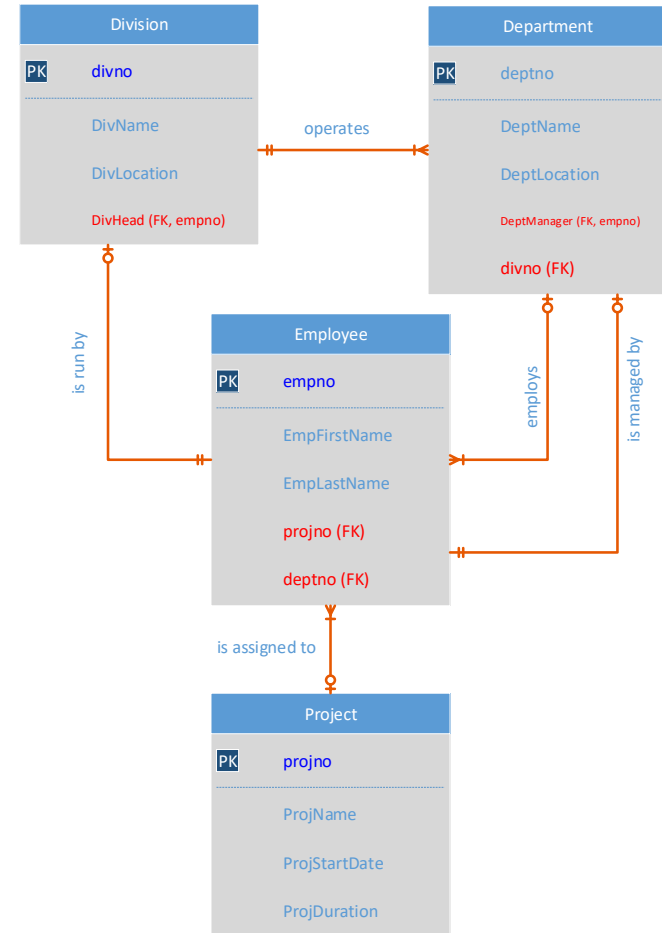 Division
PK divno
DivName
DivLocation
DivHead (FK, empno)
operates
Department
PK deptno
DeptName
DeptLocation
DeptManager (FK, empno)
divno (FK)
is run by
employs
is managed by
Employee
PK empno
EmpFirstName
EmpLastName
projno (FK)
deptno (FK)
is assigned to
Project
PK projno
ProjName
ProjStartDate
ProjDuration